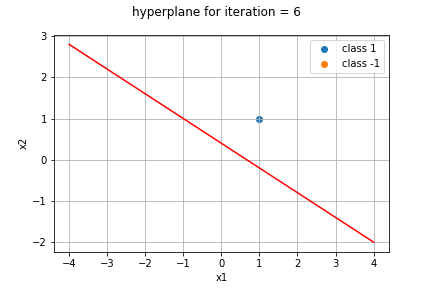 hyperplane for iteration = 6
3
2
1
0
−1
−2
x2
class 1
class -1
−4 −3 −2 −1 0 1 2 3 4
x1